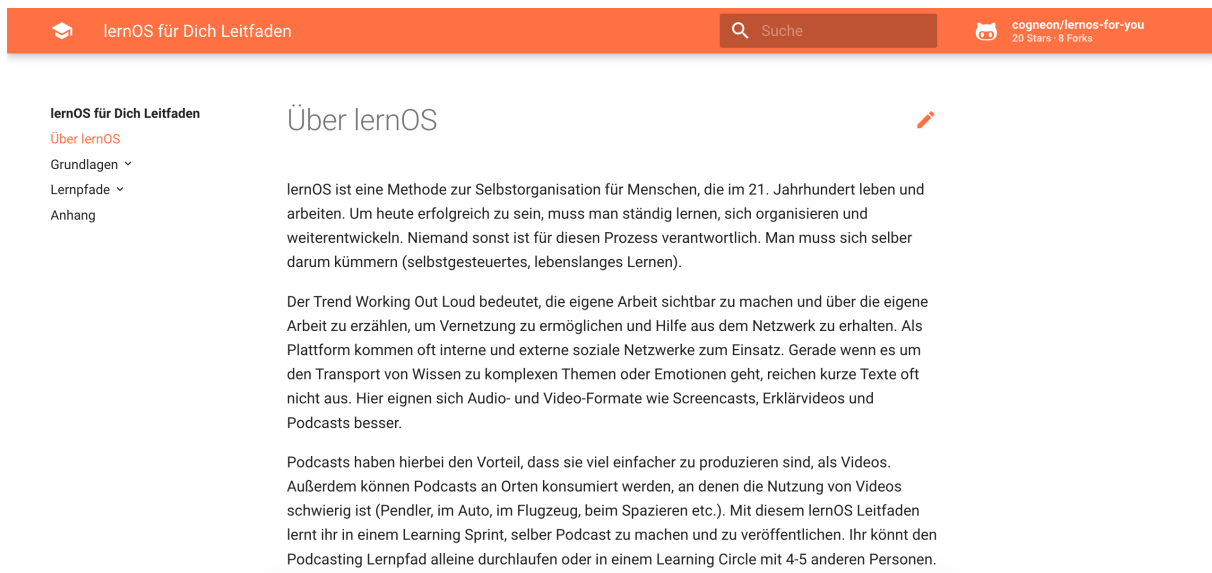 lernOS für Dich Leitfaden
Suche
cogneon/lernos-for-you
20 Stars · 8 Forks
lernOS für Dich Leitfaden
Über lernOS
Grundlagen
Lernpfade
Anhang
Über lernOS
lernOS ist eine Methode zur Selbstorganisation für Menschen, die im 21. Jahrhundert leben und
arbeiten. Um heute erfolgreich zu sein, muss man ständig lernen, sich organisieren und
weiterentwickeln. Niemand sonst ist für diesen Prozess verantwortlich. Man muss sich selber
darum kümmern (selbstgesteuertes, lebenslanges Lernen).
Der Trend Working Out Loud bedeutet, die eigene Arbeit sichtbar zu machen und über die eigene
Arbeit zu erzählen, um Vernetzung zu ermöglichen und Hilfe aus dem Netzwerk zu erhalten. Als
Plattform kommen oft interne und externe soziale Netzwerke zum Einsatz. Gerade wenn es um
den Transport von Wissen zu komplexen Themen oder Emotionen geht, reichen kurze Texte oft
nicht aus. Hier eignen sich Audio- und Video-Formate wie Screencasts, Erklärvideos und
Podcasts besser.
Podcasts haben hierbei den Vorteil, dass sie viel einfacher zu produzieren sind, als Videos.
Außerdem können Podcasts an Orten konsumiert werden, an denen die Nutzung von Videos
schwierig ist (Pendler, im Auto, im Flugzeug, beim Spazieren etc.). Mit diesem lernOS Leitfaden
lernt ihr in einem Learning Sprint, selber Podcast zu machen und zu veröffentlichen. Ihr könnt den
Podcasting Lernpfad alleine durchlaufen oder in einem Learning Circle mit 4-5 anderen Personen.